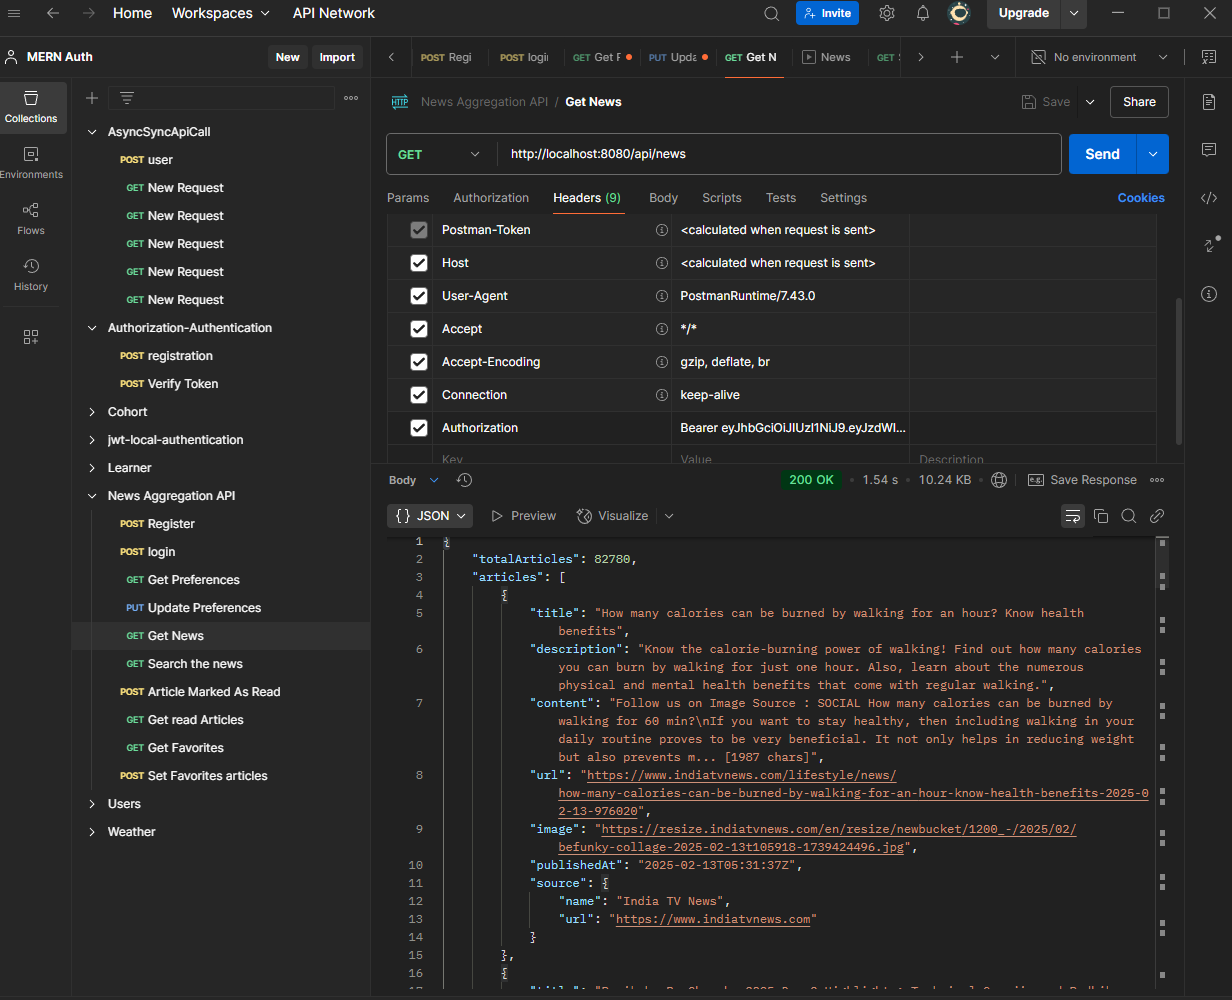 Home Workspaces API Network Invite Upgrade
MERN Auth New Import
POST Regi POST login GET Get F PUT Upda GET Get N News GET No environment
Collections
Environments
Flows
History
AsyncSyncApiCall
POST user
GET New Request
GET New Request
GET New Request
GET New Request
GET New Request
Authorization-Authentication
POST registration
POST Verify Token
Cohort
jwt-local-authentication
Learner
News Aggregation API
POST Register
POST login
GET Get Preferences
PUT Update Preferences
GET Get News
GET Search the news
POST Article Marked As Read
GET Get read Articles
GET Get Favorites
POST Set Favorites articles
Users
Weather
HTTP News Aggregation API / Get News Save Share
GET http://localhost:8080/api/news Send
Params Authorization Headers (9) Body Scripts Tests Settings Cookies
Postman-Token <calculated when request is sent>
Host <calculated when request is sent>
User-Agent PostmanRuntime/7.43.0
Accept */*
Accept-Encoding gzip, deflate, br
Connection keep-alive
Authorization Bearer eyJhbGciOiJIUzI1NiJ9.eyJzdWI...
Key Value Description
Body 200 OK 1.54 s 10.24 KB e.g. Save Response
{} JSON Preview Visualize
1 {
2 "totalArticles": 82780,
3 "articles": [
4 {
5 "title": "How many calories can be burned by walking for an hour? Know health
benefits",
6 "description": "Know the calorie-burning power of walking! Find out how many calories
you can burn by walking for just one hour. Also, learn about the numerous
physical and mental health benefits that come with regular walking.",
7 "content": "Follow us on Image Source : SOCIAL How many calories can be burned by
walking for 60 min?\nIf you want to stay healthy, then including walking in your
daily routine proves to be very beneficial. It not only helps in reducing weight
but also prevents m... [1987 chars]",
8 "url": "https://www.indiatvnews.com/lifestyle/news/
how-many-calories-can-be-burned-by-walking-for-an-hour-know-health-benefits-2025-0
2-13-976020",
9 "image": "https://resize.indiatvnews.com/en/resize/newbucket/1200_-/2025/02/
befunky-collage-2025-02-13t105918-1739424496.jpg",
10 "publishedAt": "2025-02-13T05:31:37Z",
11 "source": {
12 "name": "India TV News",
13 "url": "https://www.indiatvnews.com"
14 }
15 },
16 {